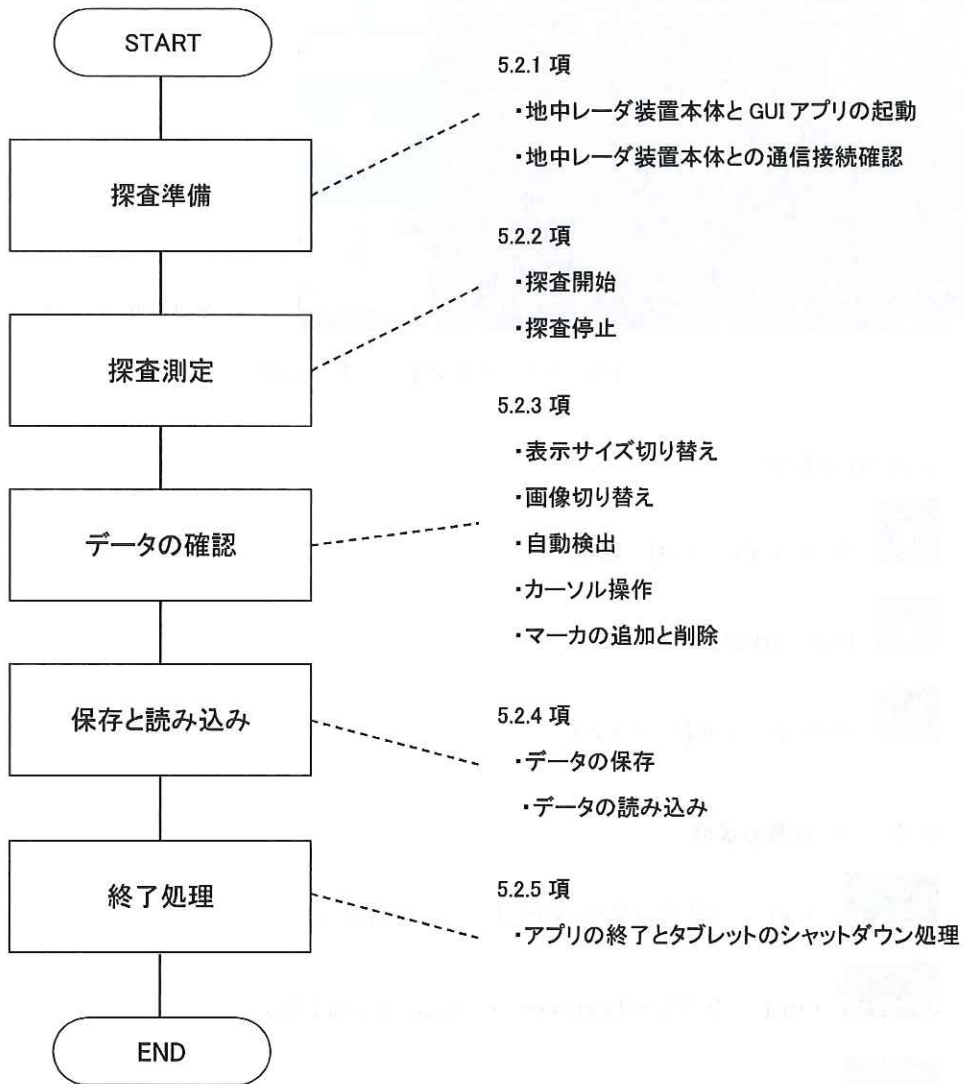 START
探査準備
5.2.1 項
・地中レーダ装置本体と GUI アプリの起動
・地中レーダ装置本体との通信接続確認
探査測定
5.2.2 項
・探査開始
・探査停止
データの確認
5.2.3 項
・表示サイズ切り替え
・画像切り替え
・自動検出
・カーソル操作
・マーカの追加と削除
保存と読み込み
5.2.4 項
・データの保存
・データの読み込み
終了処理
5.2.5 項
・アプリの終了とタブレットのシャットダウン処理
END